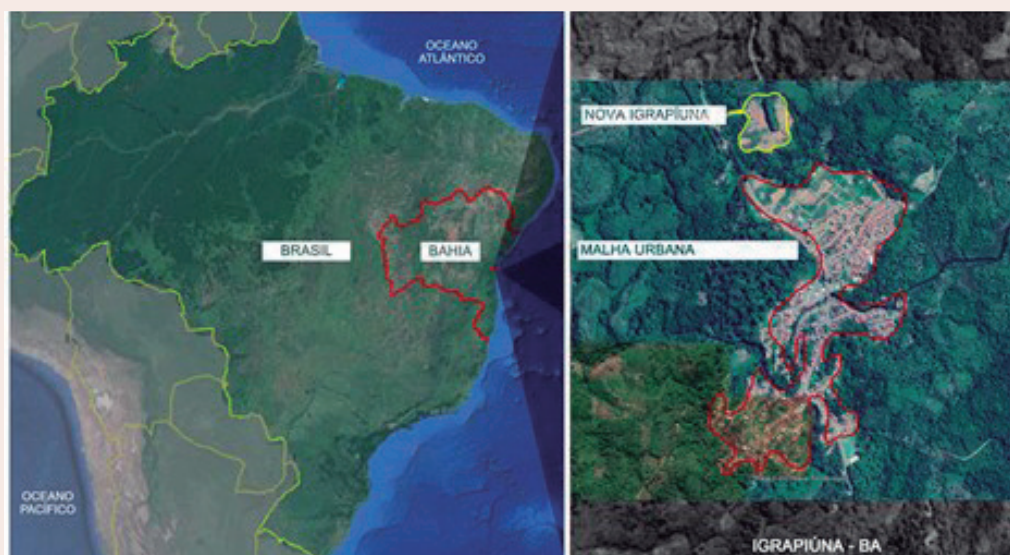 OCEANO
ATLÂNTICO
BRASIL
BAHIA
OCEANO
PACÍFICO
NOVA IGRAPÍUNA
MALHA URBANA
IGRAPIÚNA - BA